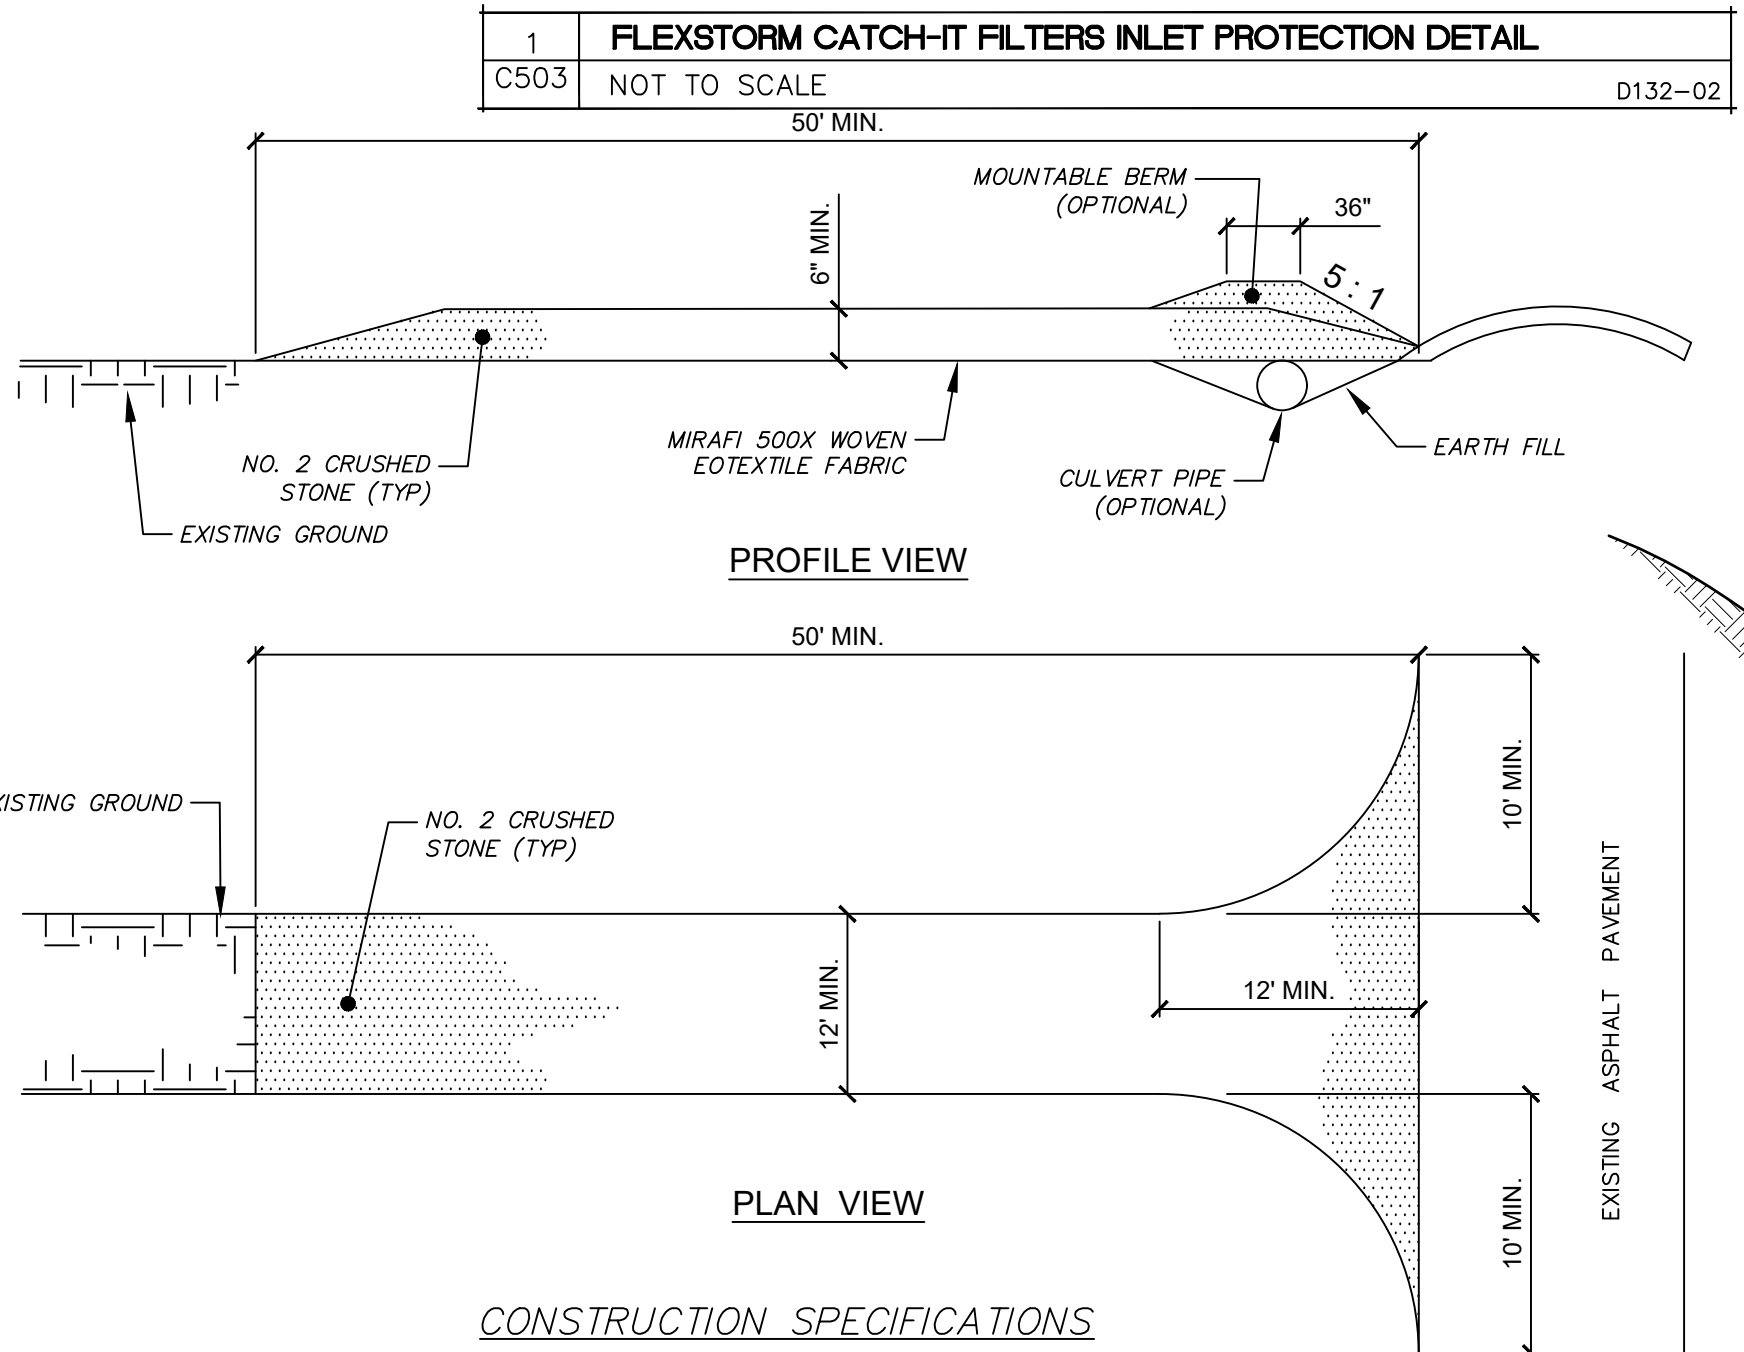 1
FLEXSTORM CATCH-IT FILTERS INLET PROTECTION DETAIL
C503
NOT TO SCALE
D132-02
50' MIN.
MOUNTABLE BERM
(OPTIONAL)
36"
6" MIN.
5 : 1
NO. 2 CRUSHED
STONE (TYP)
EXISTING GROUND
MIRAFI 500X WOVEN
EOTEXTILE FABRIC
CULVERT PIPE
(OPTIONAL)
EARTH FILL
PROFILE VIEW
50' MIN.
XISTING GROUND
NO. 2 CRUSHED
STONE (TYP)
10' MIN.
12' MIN.
12' MIN.
EXISTING ASPHALT PAVEMENT
10' MIN.
PLAN VIEW
CONSTRUCTION SPECIFICATIONS